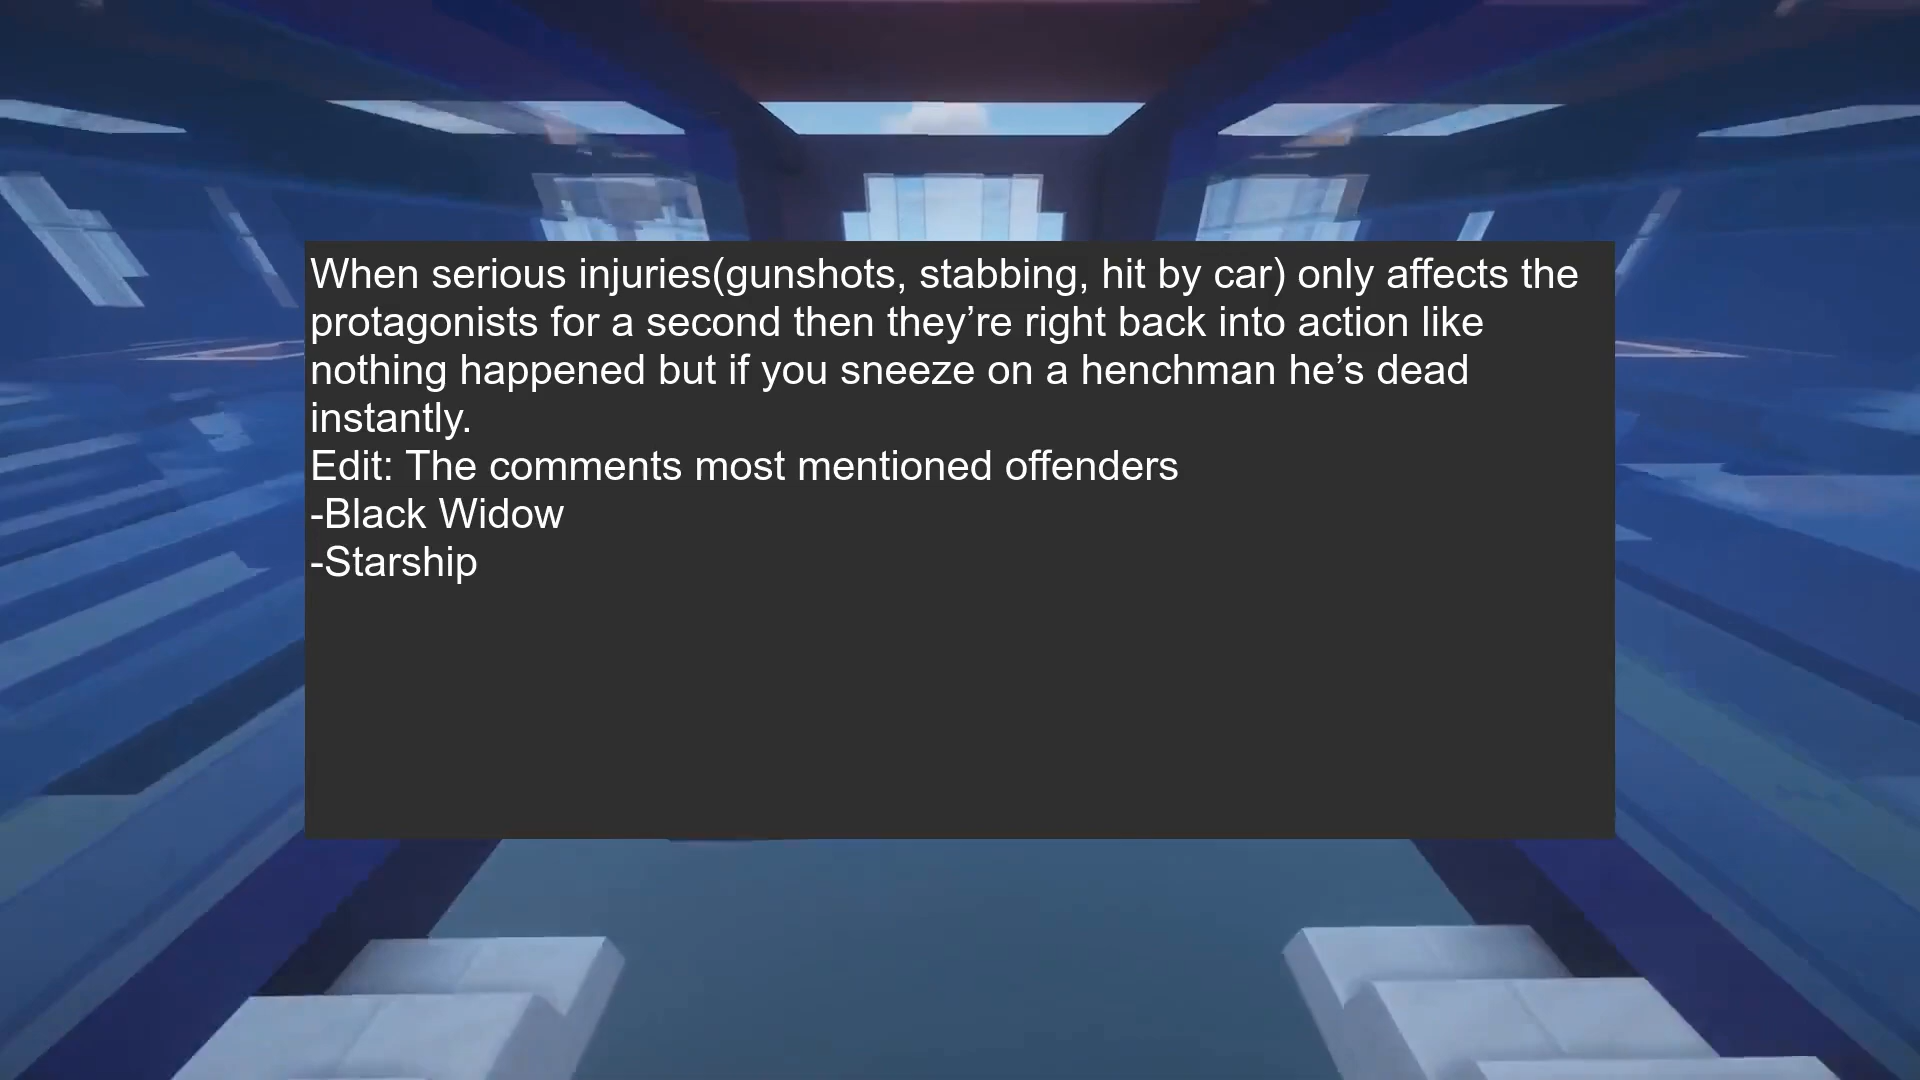 When serious injuries(gunshots, stabbing, hit by car) only affects the
protagonists for a second then they’re right back into action like
nothing happened but if you sneeze on a henchman he’s dead
instantly.
Edit: The comments most mentioned offenders
-Black Widow
-Starship